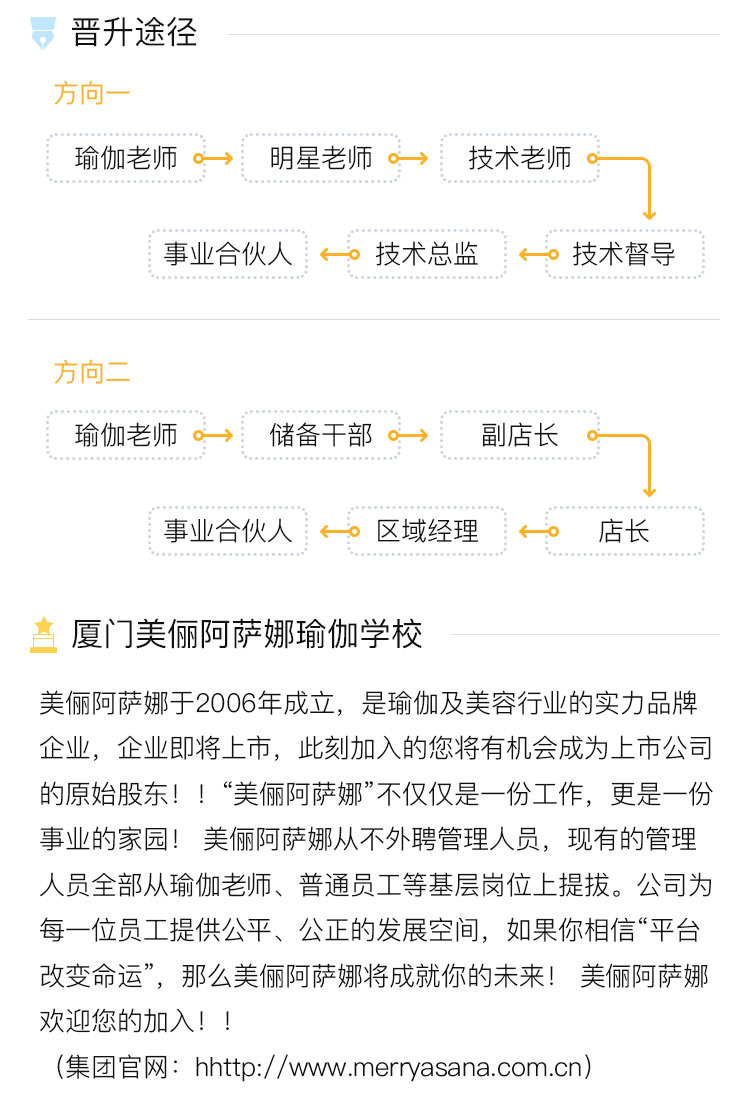 晋升途径
方向一
瑜伽老师 明星老师 技术老师
事业合伙人 技术总监 技术督导
方向二
瑜伽老师 储备干部 副店长
事业合伙人 区域经理 店长
厦门美俪阿萨娜瑜伽学校
美俪阿萨娜于2006年成立，是瑜伽及美容行业的实力品牌
企业，企业即将上市，此刻加入的您将有机会成为上市公司
的原始股东！！“美俪阿萨娜”不仅仅是一份工作，更是一份
事业的家园！ 美俪阿萨娜从不外聘管理人员，现有的管理
人员全部从瑜伽老师、普通员工等基层岗位上提拔。公司为
每一位员工提供公平、公正的发展空间，如果你相信“平台
改变命运”，那么美俪阿萨娜将成就你的未来！ 美俪阿萨娜
欢迎您的加入！！
（集团官网：hhttp://www.merryasana.com.cn）